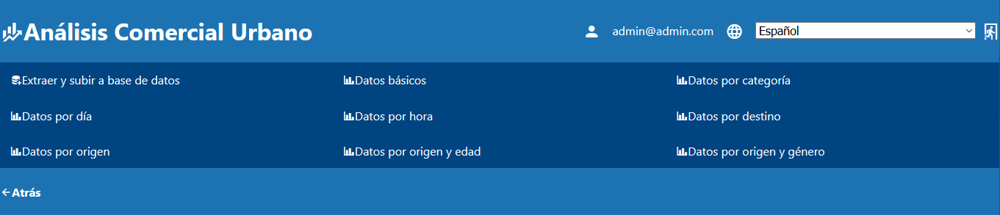 Análisis Comercial Urbano
admin@admin.com
Español
Extraer y subir a base de datos
Datos básicos
Datos por categoría
Datos por día
Datos por hora
Datos por destino
Datos por origen
Datos por origen y edad
Datos por origen y género
Atrás